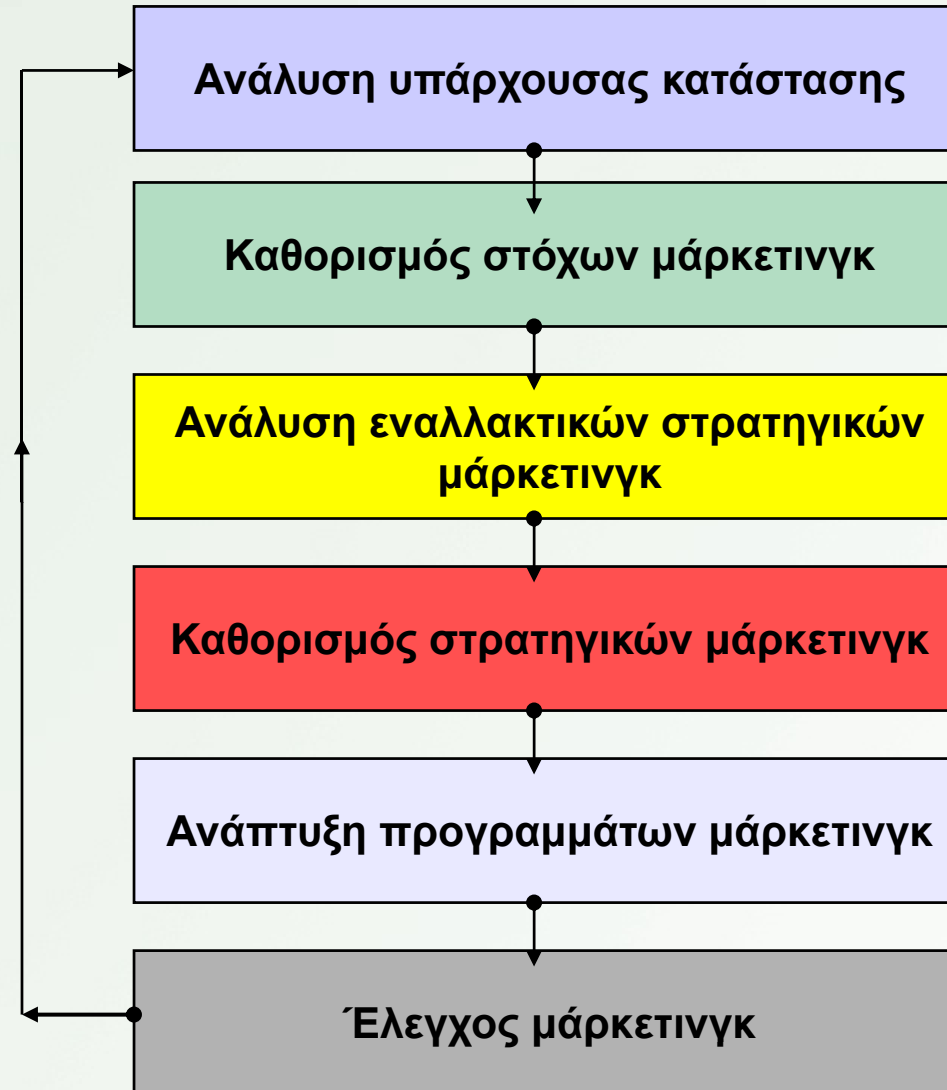 Ανάλυση υπάρχουσας κατάστασης
Καθορισμός στόχων μάρκετινγκ
Ανάλυση εναλλακτικών στρατηγικών
μάρκετινγκ
Καθορισμός στρατηγικών μάρκετινγκ
Ανάπτυξη προγραμμάτων μάρκετινγκ
Έλεγχος μάρκετινγκ